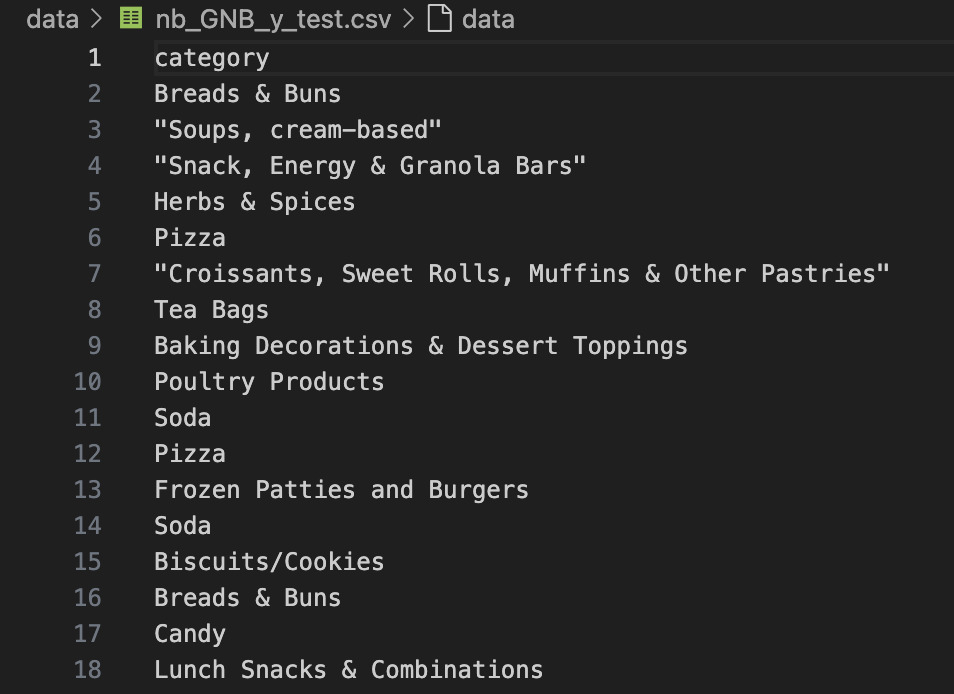 data > nb_GNB_y_test.csv > data
1 category
2 Breads & Buns
3 "Soups, cream-based"
4 "Snack, Energy & Granola Bars"
5 Herbs & Spices
6 Pizza
7 "Croissants, Sweet Rolls, Muffins & Other Pastries"
8 Tea Bags
9 Baking Decorations & Dessert Toppings
10 Poultry Products
11 Soda
12 Pizza
13 Frozen Patties and Burgers
14 Soda
15 Biscuits/Cookies
16 Breads & Buns
17 Candy
18 Lunch Snacks & Combinations